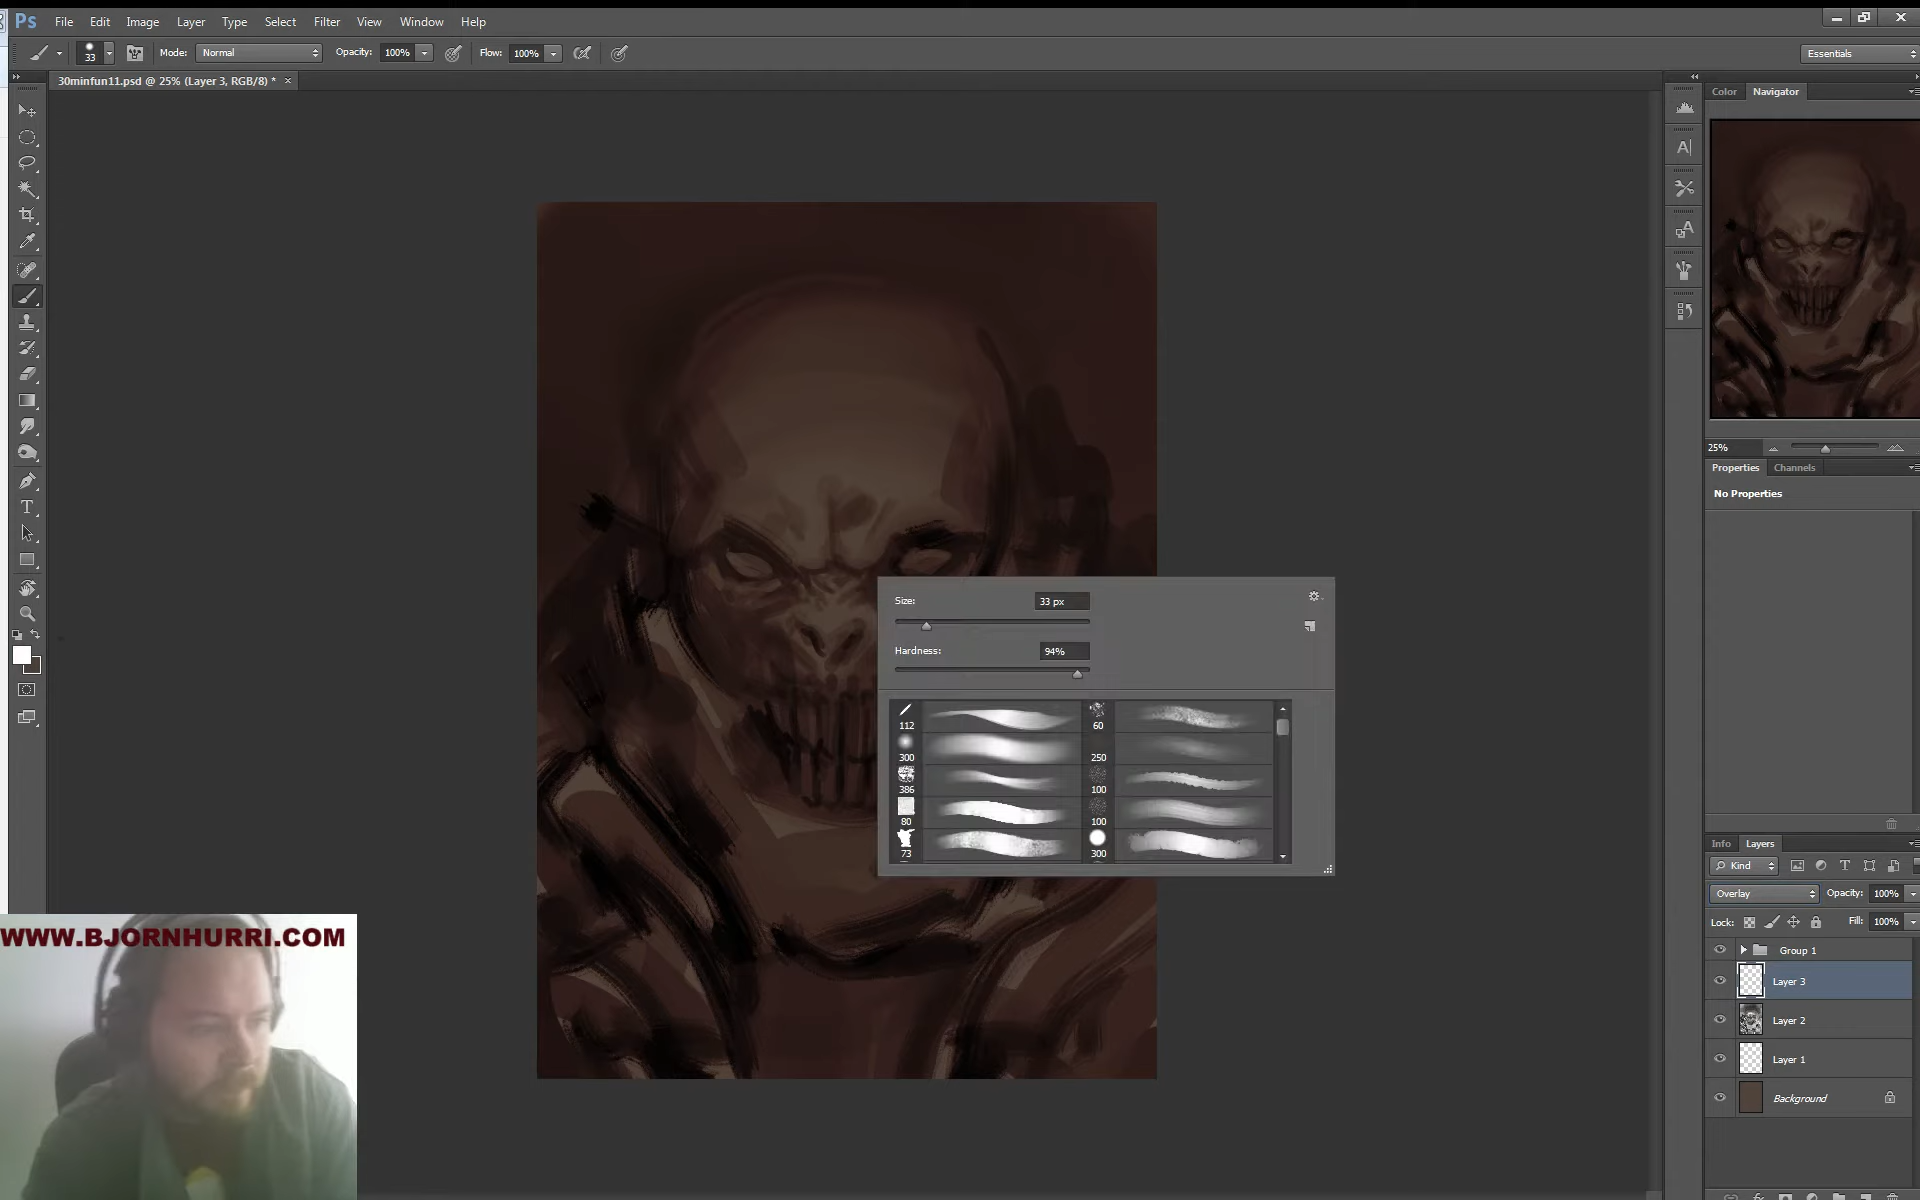 Ps File Edit Image Layer Type Select Filter View Window Help
33 Mode: Normal Opacity: 100% Flow: 100% Essentials
30minfun11.psd @ 25% (Layer 3, RGB/8) * ×
Color Navigator
25%
Properties Channels
No Properties
Size: 33 px
Hardness: 94%
112 60
300 250
386 100
80 100
73 300
Info Layers
Kind
Overlay Opacity: 100%
Lock: Fill: 100%
Group 1
Layer 3
Layer 2
Layer 1
Background
WWW.BJORNHURRI.COM